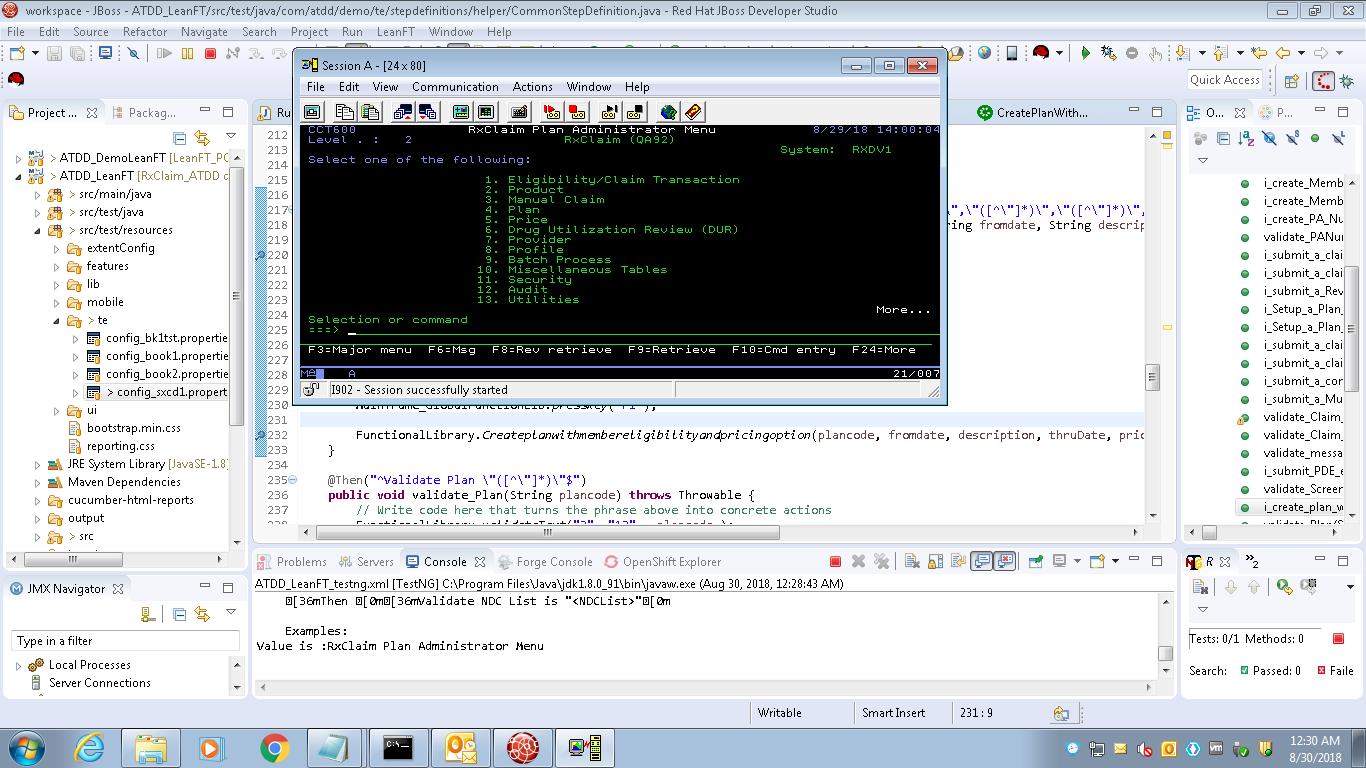 workspace - JBoss - ATDD_LeanFT/src/test/java/com/atdd/demo/te/stepdefinitions/helper/CommonStepDefinition.java - Red Hat JBoss Developer Studio
File Edit Source Refactor Navigate Search Project Run LeanFT Window Help
Quick Access
Project ...
Packag...
> ATDD_DemoLeanFT [LeanFT_PO
> ATDD_LeanFT [RxClaim_ATDD d
> src/main/java
> src/test/java
> src/test/resources
extentConfig
features
lib
mobile
> te
config_bk1tst.propertie
config_book1.propertie
config_book2.propertie
> config_sxcd1.propert
ui
bootstrap.min.css
reporting.css
JRE System Library [JavaSE-1.8]
Maven Dependencies
cucumber-html-reports
output
> src
JMX Navigator
Type in a filter
Local Processes
Server Connections
Session A - [24 x 80]
File Edit View Communication Actions Window Help
CCT600 RxClaim Plan Administrator Menu 8/29/18 14:00:04
Level . : 2 RxClaim (QA92)
System: RXDV1
Select one of the following:
1. Eligibility/Claim Transaction
2. Product
3. Manual Claim
4. Plan
5. Price
6. Drug Utilization Review (DUR)
7. Provider
8. Profile
9. Batch Process
10. Miscellaneous Tables
11. Security
12. Audit
13. Utilities
More...
Selection or command
===>
F3=Major menu F6=Msg F8=Rev retrieve F9=Retrieve F10=Cmd entry F24=More
A 21/007
I902 - Session successfully started
Ru
CreatePlanWith...
212
213
214
215
216
217 ,\"([^\"]*)\",\"([^\"]*)\",
218 ring fromdate, String descrip
219
220
221
222
223
224
225
226
227
228
229
230
231
232 FunctionalLibrary.Createplanwithmembereligibilityandpricingoption(plancode, fromdate, description, thruDate, pric
233 }
234
235 @Then("^Validate Plan \"([^\"]*)\"$")
236 public void validate_Plan(String plancode) throws Throwable {
237 // Write code here that turns the phrase above into concrete actions
O...
P...
i_create_Memb
i_create_Memb
i_create_PA_Nu
validate_PANur
i_submit_a_clai
i_submit_a_clai
i_submit_a_Rev
i_Setup_a_Plan_
i_Setup_a_Plan_
i_submit_a_clai
i_submit_a_clai
i_submit_a_cor
i_submit_a_Mu
validate_Claim_
validate_Claim_
validate_messa
i_submit_PDE_e
validate_Screen
i_create_plan_w
Problems Servers Console Forge Console OpenShift Explorer
ATDD_LeanFT_testng.xml [TestNG] C:\Program Files\Java\jdk1.8.0_91\bin\javaw.exe (Aug 30, 2018, 12:28:43 AM)
[36mThen [0m[36mValidate NDC List is "<NDCList>"[0m
Examples:
Value is :RxClaim Plan Administrator Menu
R
2
Tests: 0/1 Methods: 0
Search: Passed: 0 Faile
Writable Smart Insert 231 : 9
12:30 AM
8/30/2018